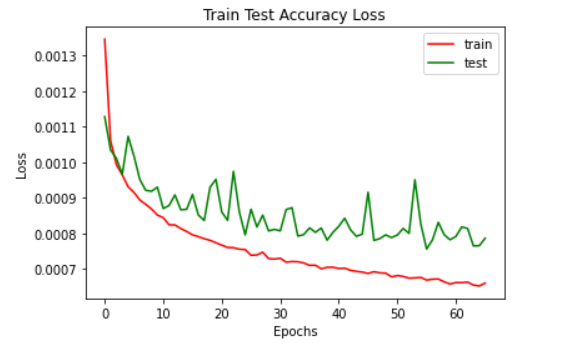 Train Test Accuracy Loss
train
test
0.0013
0.0012
0.0011
0.0010
0.0009
0.0008
0.0007
Loss
0 10 20 30 40 50 60
Epochs